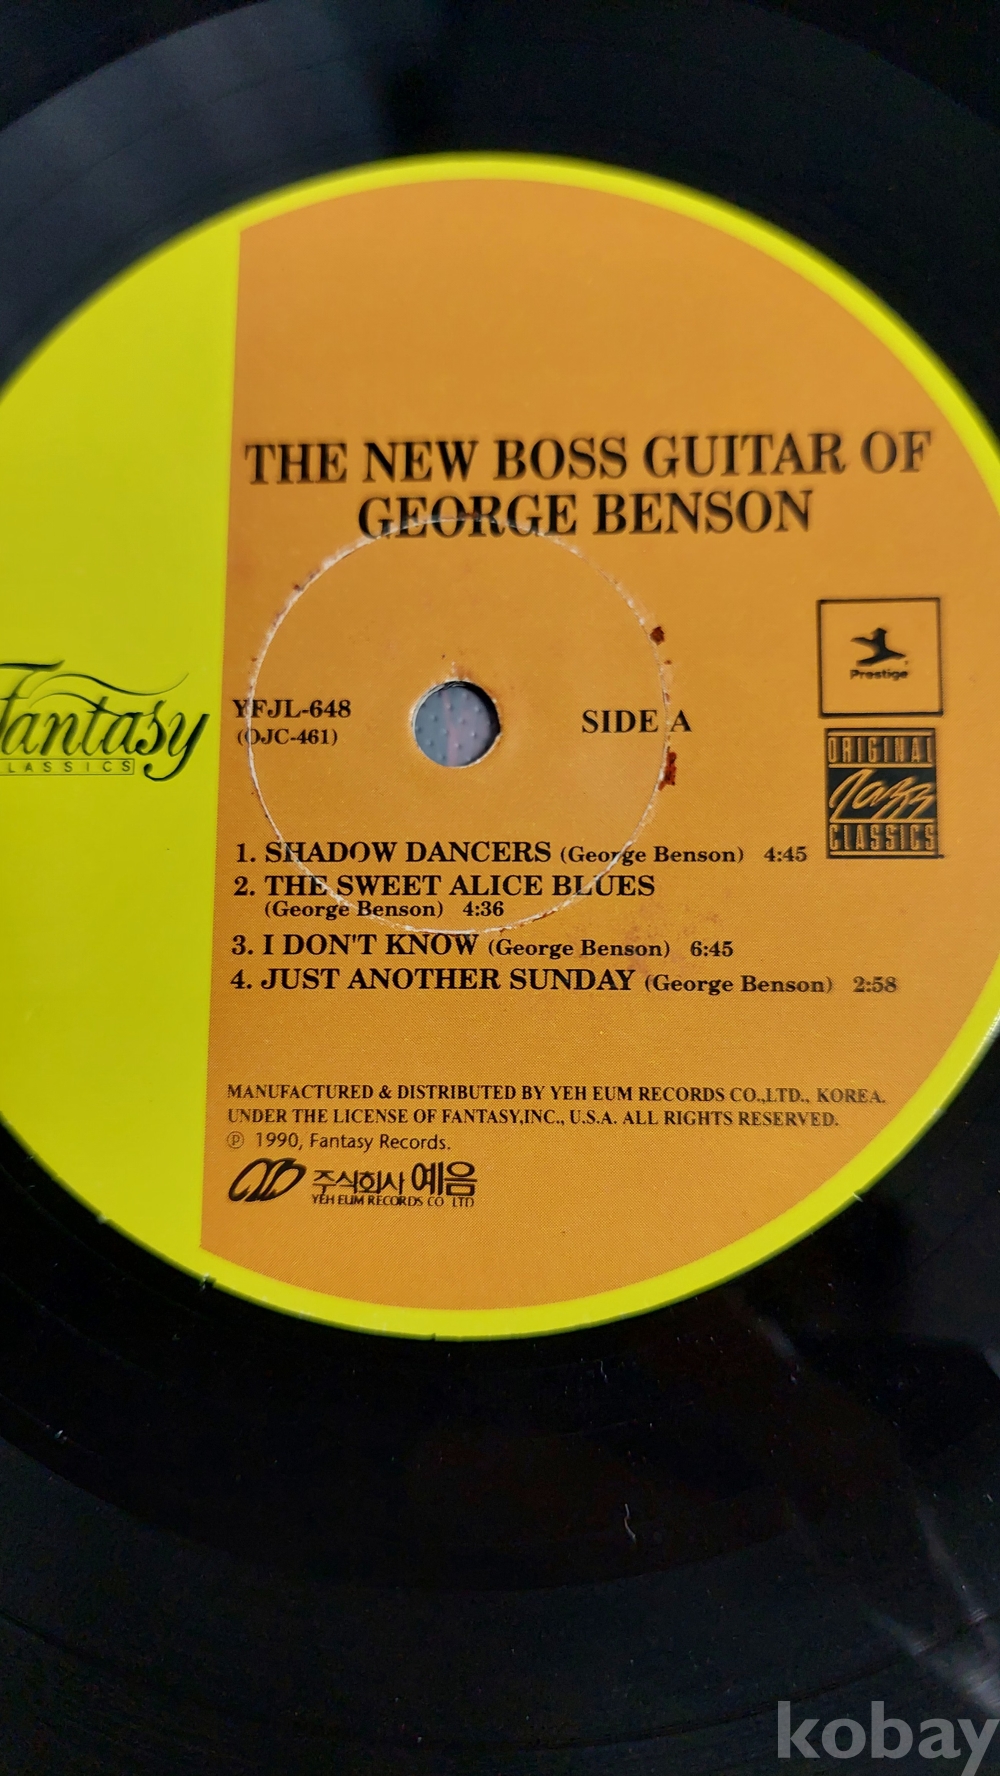 THE NEW BOSS GUITAR OF
GEORGE BENSON
Prestige
Fantasy
CLASSICS
YFJL-648
(OJC-461)
SIDE A
ORIGINAL
Jazz
CLASSICS
1. SHADOW DANCERS (George Benson) 4:45
2. THE SWEET ALICE BLUES
(George Benson) 4:36
3. I DON'T KNOW (George Benson) 6:45
4. JUST ANOTHER SUNDAY (George Benson) 2:58
MANUFACTURED & DISTRIBUTED BY YEH EUM RECORDS CO.,LTD., KOREA.
UNDER THE LICENSE OF FANTASY,INC., U.S.A. ALL RIGHTS RESERVED.
℗ 1990, Fantasy Records.
주식회사 예음
YEH EUM RECORDS CO LTD
kobay